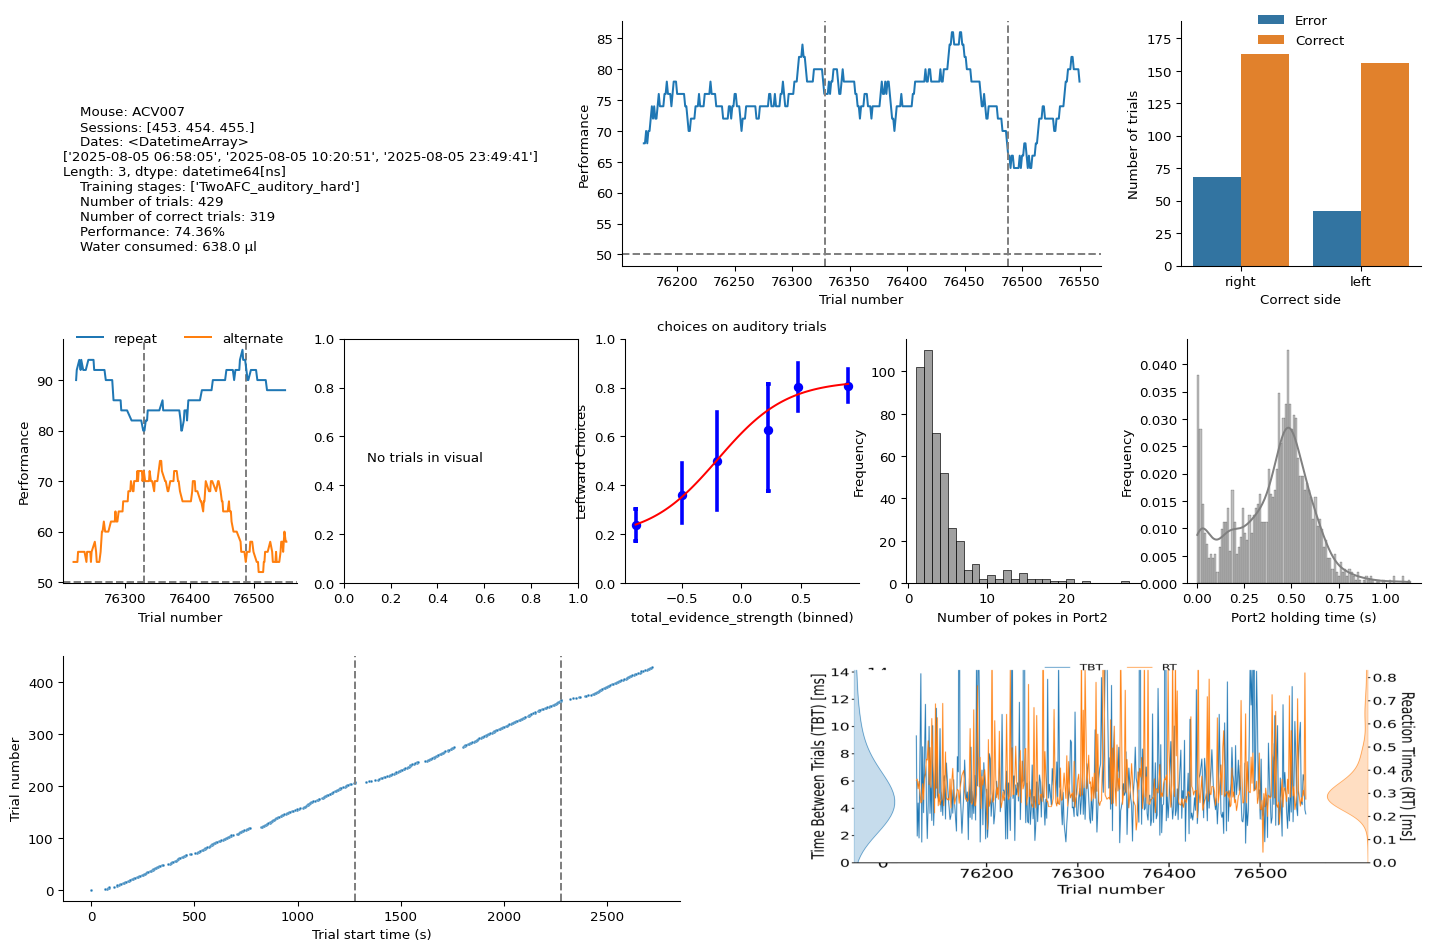 Mouse: ACV007
Sessions: [453. 454. 455.]
Dates: <DatetimeArray>
['2025-08-05 06:58:05', '2025-08-05 10:20:51', '2025-08-05 23:49:41']
Length: 3, dtype: datetime64[ns]
Training stages: ['TwoAFC_auditory_hard']
Number of trials: 429
Number of correct trials: 319
Performance: 74.36%
Water consumed: 638.0 µl
Performance
85
80
75
70
65
60
55
50
76200 76250 76300 76350 76400 76450 76500 76550
Trial number
Error
Correct
Number of trials
175
150
125
100
75
50
25
0
right left
Correct side
repeat alternate
Performance
90
80
70
60
50
76300 76400 76500
Trial number
1.0
0.8
0.6
0.4
0.2
0.0
No trials in visual
0.0 0.2 0.4 0.6 0.8 1.0
choices on auditory trials
Leftward Choices
1.0
0.8
0.6
0.4
0.2
0.0
−0.5 0.0 0.5
total_evidence_strength (binned)
Frequency
100
80
60
40
20
0
0 10 20
Number of pokes in Port2
Frequency
0.040
0.035
0.030
0.025
0.020
0.015
0.010
0.005
0.000
0.00 0.25 0.50 0.75 1.00
Port2 holding time (s)
Trial number
400
300
200
100
0
0 500 1000 1500 2000 2500
Trial start time (s)
TBT RT
Time Between Trials (TBT) [ms]
14
12
10
8
6
4
2
0
Reaction Times (RT) [ms]
0.8
0.7
0.6
0.5
0.4
0.3
0.2
0.1
0.0
76200 76300 76400 76500
Trial number